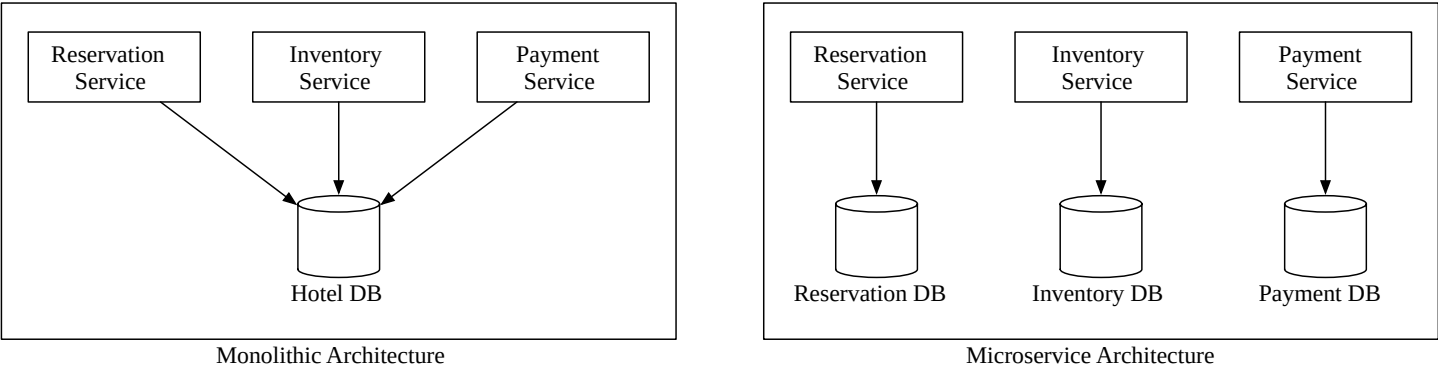 Reservation
Service
Inventory
Service
Payment
Service
Hotel DB
Monolithic Architecture
Reservation
Service
Inventory
Service
Payment
Service
Reservation DB
Inventory DB
Payment DB
Microservice Architecture